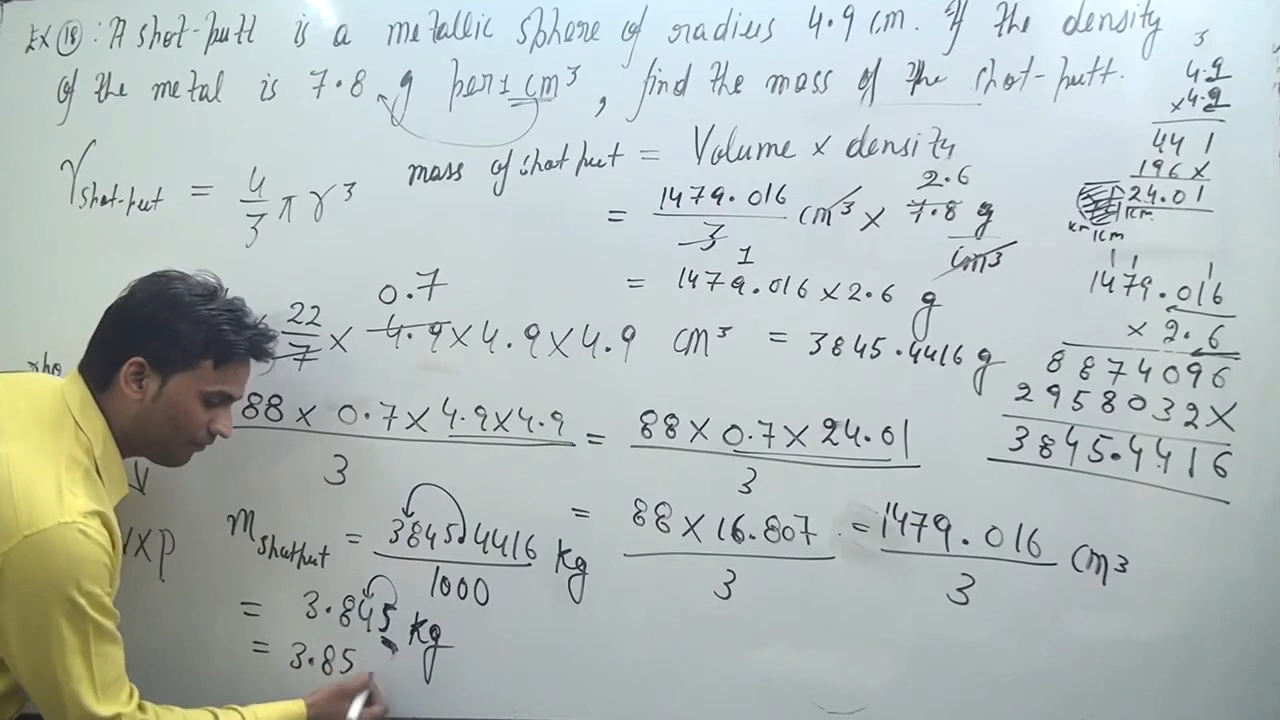 Ex (18) : A shot-putt is a metallic sphere of radius 4.9 cm. If the density
of the metal is 7.8 g per 1 cm³, find the mass of the shot-putt.
V shot-putt = 4/3 π r³
mass of shot putt = Volume × density
= 1479.016/3 cm³ × 7.8 g/cm³
2.6
1
= 1479.016 × 2.6 g
= 3845.4416 g
0.7
22/7 × 4.9 × 4.9 × 4.9 cm³
88 × 0.7 × 4.9 × 4.9 / 3 = 88 × 0.7 × 24.01 / 3
= 88 × 16.807 / 3 = 1479.016 / 3 cm³
V × ρ
m shotputt = 3845.4416/1000 kg
= 3.845 kg
= 3.85
3
4.9
×4.9
441
196×
24.01
1479.016
× 2.6
8874096
2958032×
3845.4416